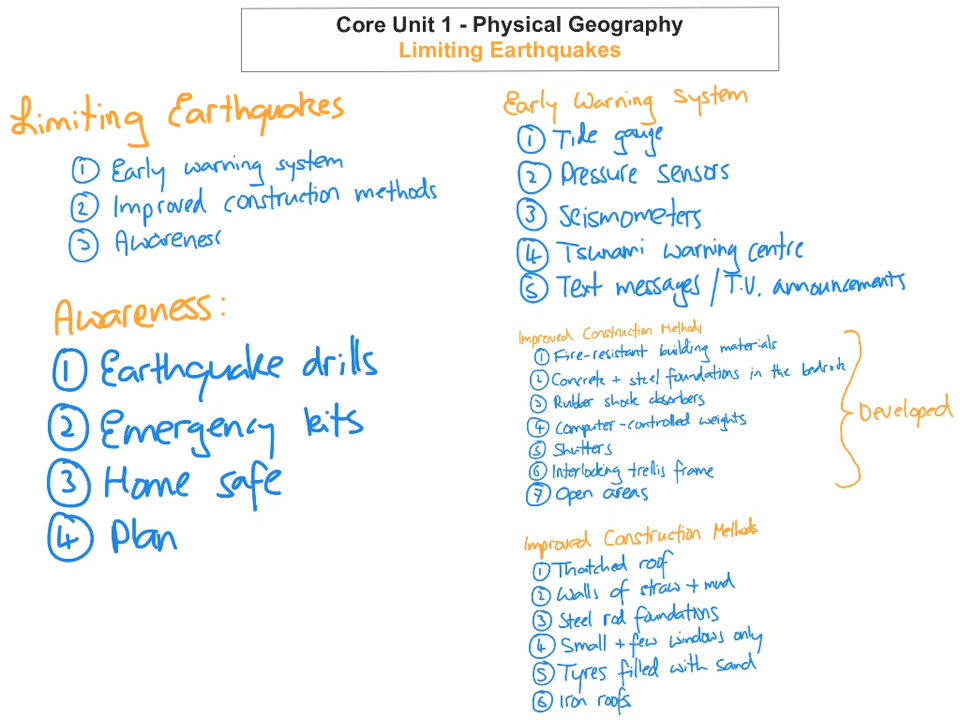 Core Unit 1 - Physical Geography
Limiting Earthquakes
Limiting Earthquakes
① Early warning system
② Improved construction methods
③ Awareness
Awareness:
① Earthquake drills
② Emergency kits
③ Home safe
④ Plan
Early Warning System
① Tide gauge
② Pressure sensors
③ Seismometers
④ Tsunami warning centre
⑤ Text messages / T.V. announcements
Improved Construction Methods
① Fire-resistant building materials
② Concrete + steel foundations in the bedrock
③ Rubber shock absorbers
④ Computer-controlled weights
⑤ Shutters
⑥ Interlocking trellis frame
⑦ Open areas
Developed
Improved Construction Methods
① Thatched roof
② Walls of straw + mud
③ Steel rod foundations
④ Small + few windows only
⑤ Tyres filled with sand
⑥ Iron roofs